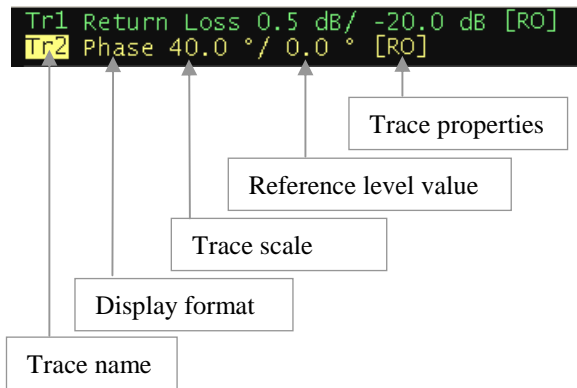 Tr1 Return Loss 0.5 dB/ -20.0 dB [RO]
Tr2 Phase 40.0 °/ 0.0 ° [RO]
Trace properties
Reference level value
Trace scale
Display format
Trace name